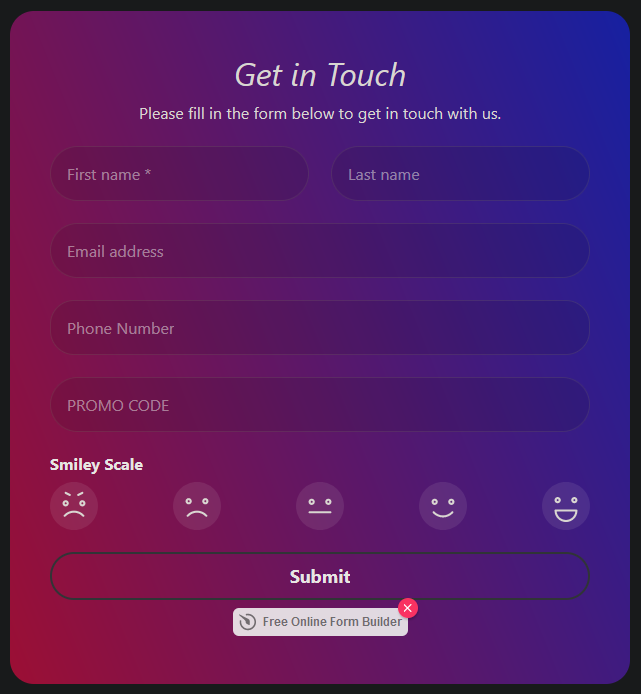 Get in Touch
Please fill in the form below to get in touch with us.
First name *
Last name
Email address
Phone Number
PROMO CODE
Smiley Scale
Submit
Free Online Form Builder